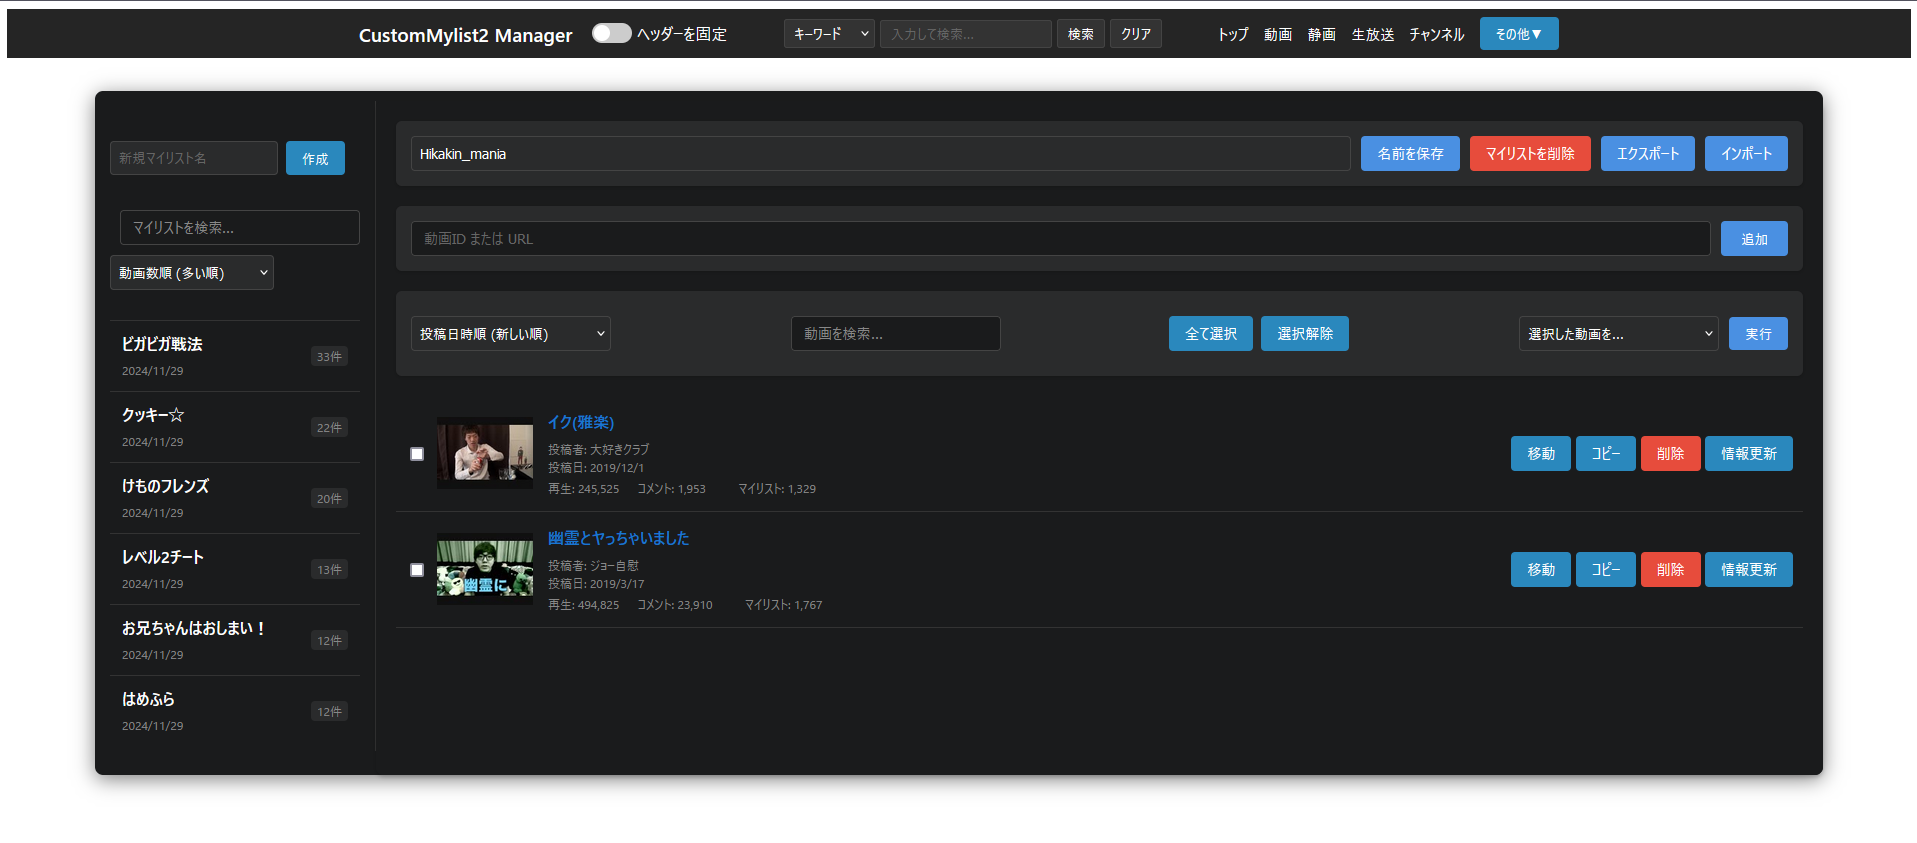 CustomMylist2 Manager ヘッダーを固定 キーワード 入力して検索... 検索 クリア トップ 動画 静画 生放送 チャンネル その他▼
新規マイリスト名 作成
マイリストを検索...
動画数順 (多い順)
ビガビガ戦法
2024/11/29
33件
クッキー☆
2024/11/29
22件
けものフレンズ
2024/11/29
20件
レベル2チート
2024/11/29
13件
お兄ちゃんはおしまい！
2024/11/29
12件
はめふら
2024/11/29
12件
Hikakin_mania 名前を保存 マイリストを削除 エクスポート インポート
動画ID または URL 追加
投稿日時順 (新しい順) 動画を検索... 全て選択 選択解除 選択した動画を... 実行
イク(雅楽)
投稿者: 大好きクラブ
投稿日: 2019/12/1
再生: 245,525 コメント: 1,953 マイリスト: 1,329
移動 コピー 削除 情報更新
幽霊に
幽霊とヤっちゃいました
投稿者: ジョー自慰
投稿日: 2019/3/17
再生: 494,825 コメント: 23,910 マイリスト: 1,767
移動 コピー 削除 情報更新